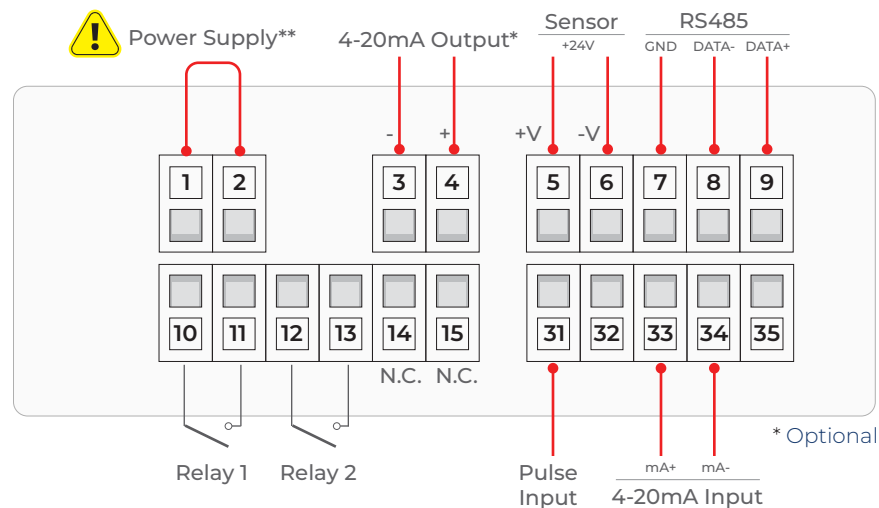 Power Supply**
4-20mA Output*
Sensor
+24V
RS485
GND DATA- DATA+
- +
+V -V
1 2 3 4 5 6 7 8 9
10 11 12 13 14 15 31 32 33 34 35
N.C. N.C.
* Optional
Relay 1 Relay 2
Pulse
Input
mA+ mA-
4-20mA Input